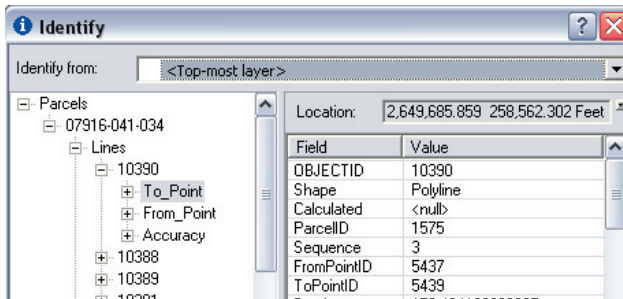 Identify
Identify from: <Top-most layer>
Parcels
07916-041-034
Lines
10390
To_Point
From_Point
Accuracy
10388
10389
Location: 2,649,685.859 258,562.302 Feet
Field Value
OBJECTID 10390
Shape Polyline
Calculated <null>
ParcelID 1575
Sequence 3
FromPointID 5437
ToPointID 5439